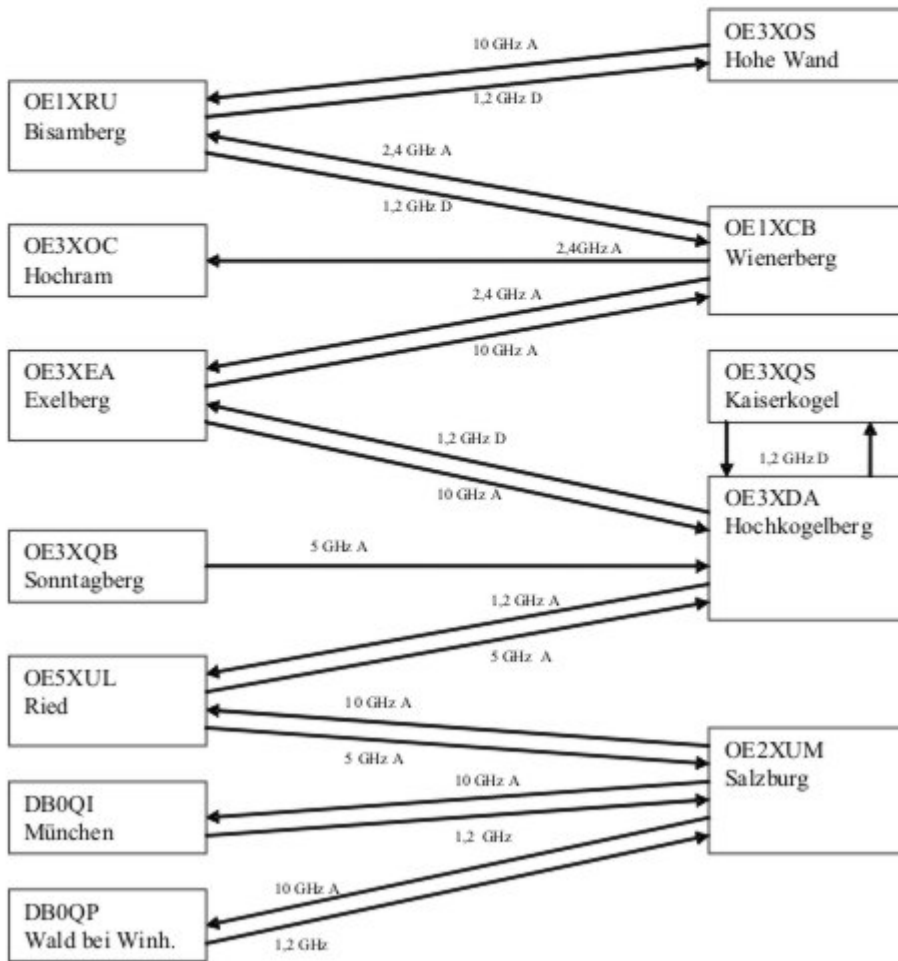 10 GHz A
OE3XOS
Hohe Wand
OE1XRU
Bisamberg
1,2 GHz D
2,4 GHz A
1,2 GHz D
OE1XCB
Wienerberg
OE3XOC
Hochram
2,4GHz A
2,4 GHz A
10 GHz A
OE3XEA
Exelberg
OE3XQS
Kaiserkogel
1,2 GHz D
1,2 GHz D
10 GHz A
OE3XDA
Hochkogelberg
OE3XQB
Sonntagberg
5 GHz A
1,2 GHz A
5 GHz A
OE5XUL
Ried
10 GHz A
5 GHz A
OE2XUM
Salzburg
10 GHz A
DB0QI
München
1,2 GHz
10 GHz A
DB0QP
Wald bei Winh.
1,2 GHz